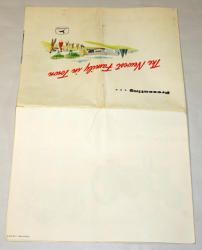 Presenting ...
The Newest Family in Town